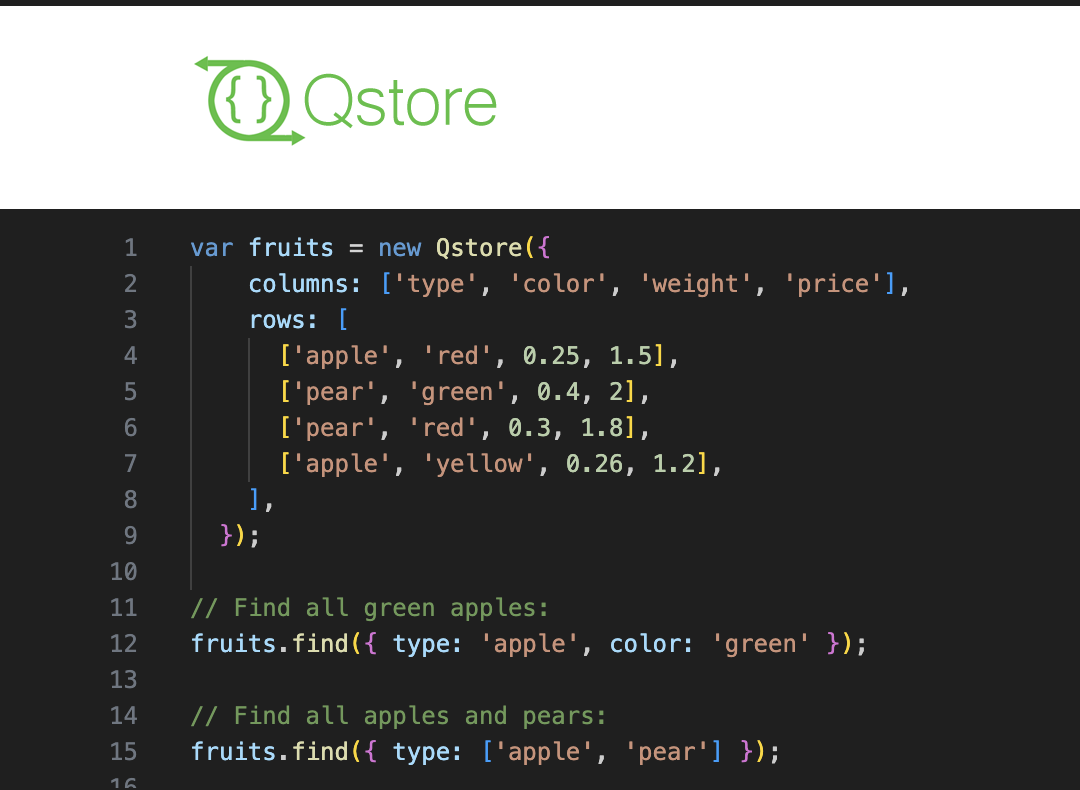 { } Qstore
1 var fruits = new Qstore({
2     columns: ['type', 'color', 'weight', 'price'],
3     rows: [
4       ['apple', 'red', 0.25, 1.5],
5       ['pear', 'green', 0.4, 2],
6       ['pear', 'red', 0.3, 1.8],
7       ['apple', 'yellow', 0.26, 1.2],
8     ],
9   });
10
11 // Find all green apples:
12 fruits.find({ type: 'apple', color: 'green' });
13
14 // Find all apples and pears:
15 fruits.find({ type: ['apple', 'pear'] });
16